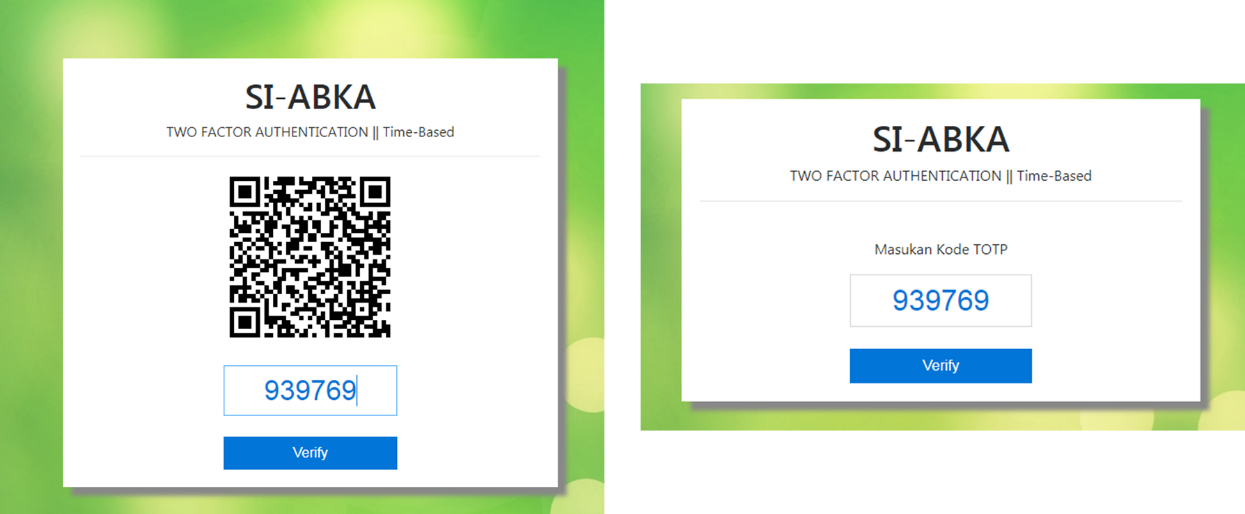 SI-ABKA
TWO FACTOR AUTHENTICATION || Time-Based
939769
Verify
SI-ABKA
TWO FACTOR AUTHENTICATION || Time-Based
Masukan Kode TOTP
939769
Verify